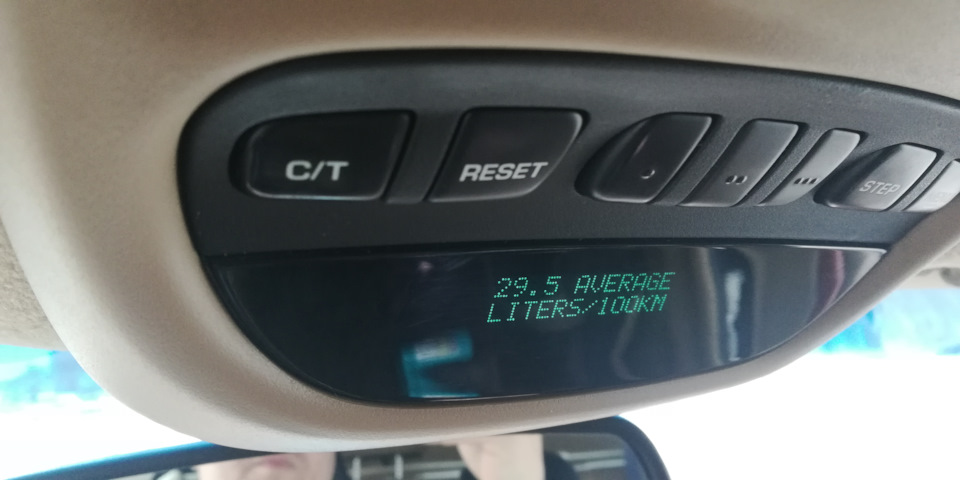 C/T
RESET
•
••
•••
STEP
29.5 AVERAGE
LITERS/100KM